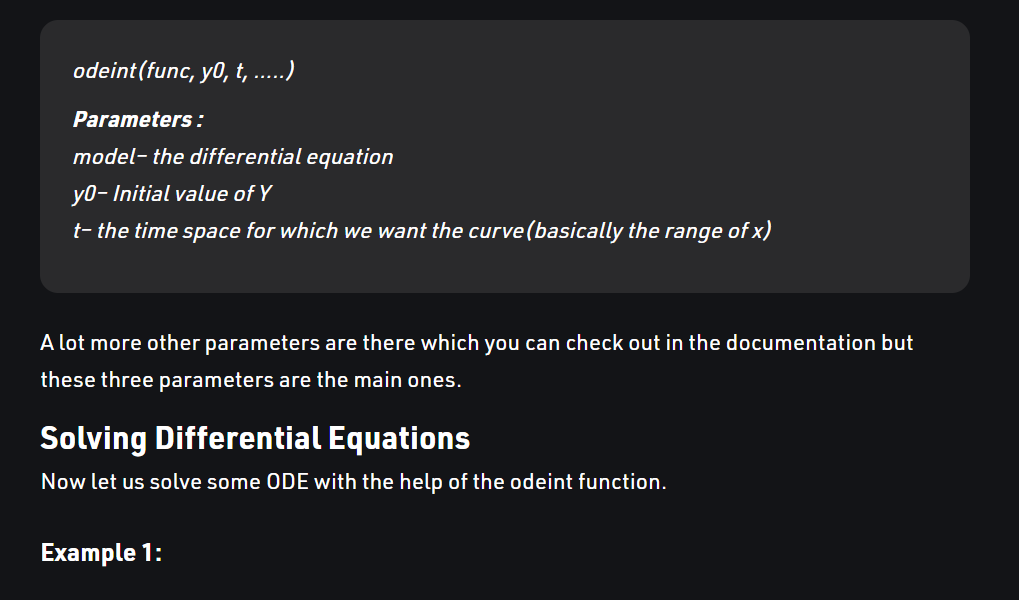 odeint(func, y0, t, …..)
Parameters :
model– the differential equation
y0– Initial value of Y
t– the time space for which we want the curve(basically the range of x)
A lot more other parameters are there which you can check out in the documentation but
these three parameters are the main ones.
Solving Differential Equations
Now let us solve some ODE with the help of the odeint function.
Example 1: